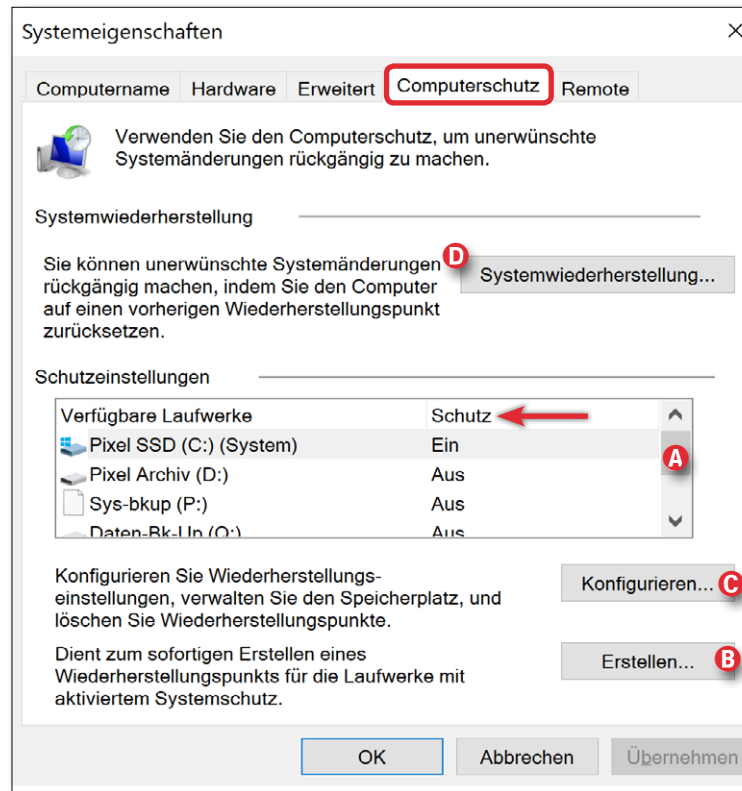 Systemeigenschaften
Computername Hardware Erweitert Computerschutz Remote
Verwenden Sie den Computerschutz, um unerwünschte
Systemänderungen rückgängig zu machen.
Systemwiederherstellung
Sie können unerwünschte Systemänderungen
rückgängig machen, indem Sie den Computer
auf einen vorherigen Wiederherstellungspunkt
zurücksetzen.
D Systemwiederherstellung...
Schutzeinstellungen
Verfügbare Laufwerke Schutz
Pixel SSD (C:) (System) Ein
A
Pixel Archiv (D:) Aus
Sys-bkup (P:) Aus
Daten-Bk-Up (Q:) Aus
Konfigurieren Sie Wiederherstellungs-
einstellungen, verwalten Sie den Speicherplatz, und
löschen Sie Wiederherstellungspunkte.
Konfigurieren... C
Dient zum sofortigen Erstellen eines
Wiederherstellungspunkts für die Laufwerke mit
aktiviertem Systemschutz.
Erstellen... B
OK Abbrechen Übernehmen